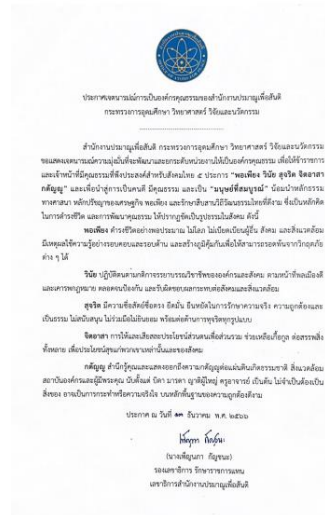 ประกาศเจตนารมณ์การเป็นองค์กรคุณธรรมของสำนักงานปรมาณูเพื่อสันติ
กระทรวงการอุดมศึกษา วิทยาศาสตร์ วิจัยและนวัตกรรม
สำนักงานปรมาณูเพื่อสันติ กระทรวงการอุดมศึกษา วิทยาศาสตร์ วิจัยและนวัตกรรม
ขอแสดงเจตนารมณ์ความมุ่งมั่นที่จะพัฒนาและยกระดับหน่วยงานให้เป็นองค์กรคุณธรรม เพื่อให้ข้าราชการ
และเจ้าหน้าที่มีคุณธรรมที่พึงประสงค์สำหรับสังคมไทย ๕ ประการ "พอเพียง วินัย สุจริต จิตอาสา
กตัญญู" และเพื่อนำสู่การเป็นคนดี มีคุณธรรม และเป็น "มนุษย์ที่สมบูรณ์" น้อมนำหลักธรรม
ทางศาสนา หลักปรัชญาของเศรษฐกิจ พอเพียง และรักษาสืบสานวิถีวัฒนธรรมไทยที่ดีงาม ซึ่งเป็นหลักคิด
ในการดำรงชีวิต และการพัฒนาคุณธรรม ให้ปรากฏชัดเป็นรูปธรรมในสังคม ดังนี้
พอเพียง ดำรงชีวิตอย่างพอประมาณ ไม่โลภ ไม่เบียดเบียนผู้อื่น สังคม และสิ่งแวดล้อม
มีเหตุมีผลใช้ความรู้อย่างรอบคอบและรอบด้าน และสร้างภูมิคุ้มกันเพื่อให้สามารถรอดพ้นจากวิกฤตภัย
ต่าง ๆ ได้
วินัย ปฏิบัติตนตามกติกาจรรยาบรรณวิชาชีพขององค์กรและสังคม ตามหน้าที่พลเมืองดี
และเคารพกฎหมาย ตลอดจนป้องกัน และรับผิดชอบผลกระทบต่อสังคมและสิ่งแวดล้อม
สุจริต มีความซื่อสัตย์ซื่อตรง ยึดมั่น ยืนหยัดในการรักษาความจริง ความถูกต้องและ
เป็นธรรม ไม่สนับสนุน ไม่ร่วมมือไม่ยินยอม พร้อมต่อต้านการทุจริตทุกรูปแบบ
จิตอาสา การให้และเสียสละประโยชน์ส่วนตนเพื่อส่วนรวม ช่วยเหลือเกื้อกูล ต่อสรรพสิ่ง
ทั้งหลาย เพื่อประโยชน์สุขแก่พวกเขาเหล่านั้นและของสังคม
กตัญญู สำนึกรู้คุณและแสดงออกถึงความกตัญญูต่อแผ่นดินเกิดธรรมชาติ สิ่งแวดล้อม
สถาบันองค์กรและผู้มีพระคุณ นับตั้งแต่ บิดา มารดา ญาติผู้ใหญ่ ครูอาจารย์ เป็นต้น ไม่จำเป็นต้องเป็น
สิ่งของ อาจเป็นการกระทำหรือความจริงใจ บนหลักพื้นฐานของความถูกต้องดีงาม
ประกาศ ณ วันที่ ๑๓ ธันวาคม พ.ศ. ๒๕๖๖
(นางเพ็ญนภา กัญชนะ)
รองเลขาธิการ รักษาราชการแทน
เลขาธิการสำนักงานปรมาณูเพื่อสันติ